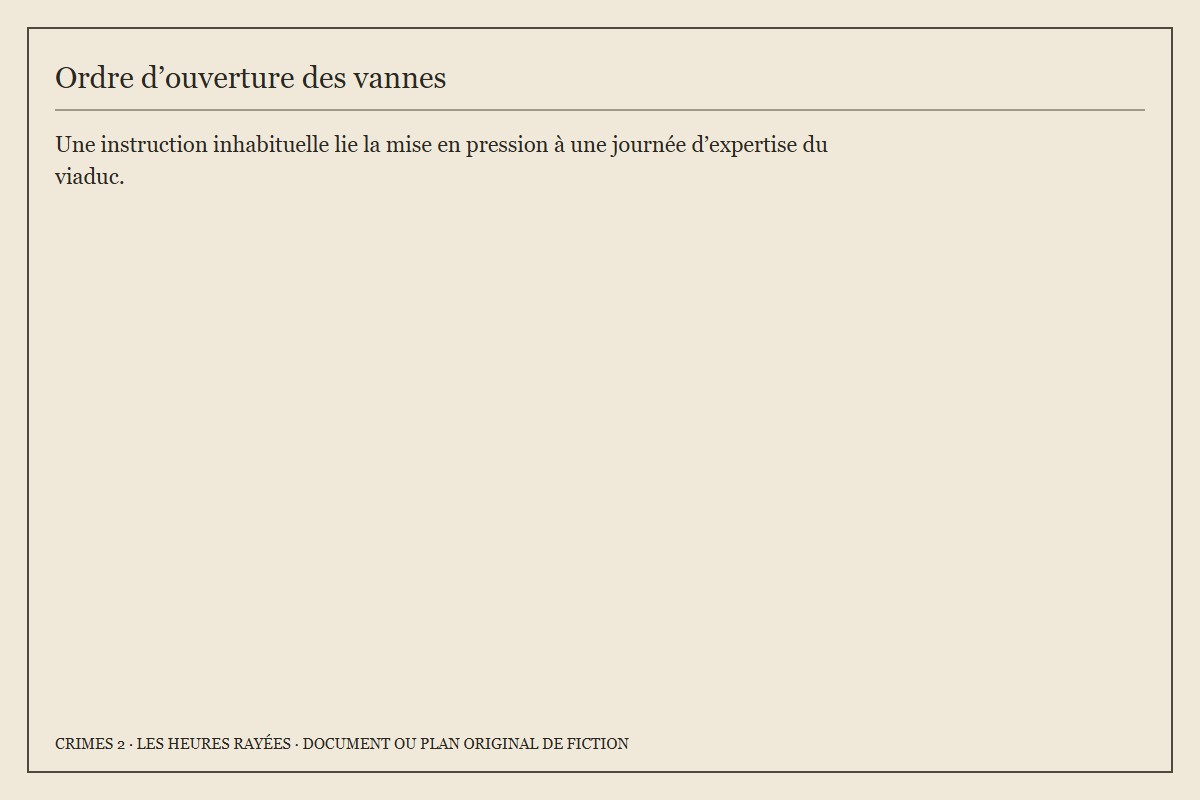 Ordre d’ouverture des vannes
Une instruction inhabituelle lie la mise en pression à une journée d’expertise du
viaduc.
CRIMES 2 · LES HEURES RAYÉES · DOCUMENT OU PLAN ORIGINAL DE FICTION